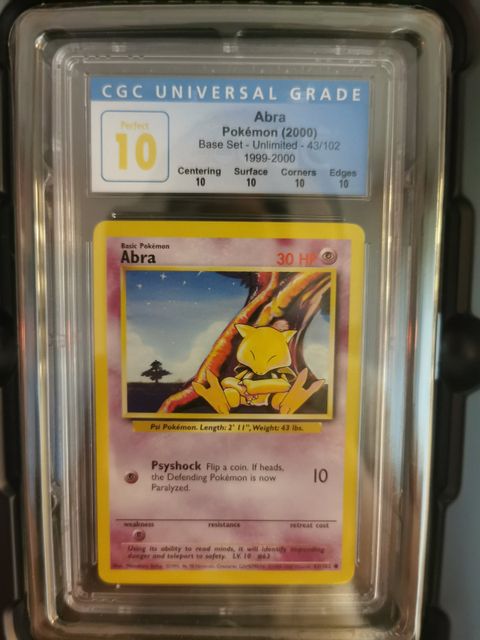 CGC UNIVERSAL GRADE
Perfect
10
Abra
Pokémon (2000)
Base Set - Unlimited - 43/102
1999-2000
Centering Surface Corners Edges
10 10 10 10
Basic Pokémon
Abra 30 HP
Psi Pokémon. Length: 2' 11", Weight: 43 lbs.
Psyshock Flip a coin. If heads,
the Defending Pokémon is now
Paralyzed.
10
weakness resistance retreat cost
Using its ability to read minds, it will identify impending
danger and teleport to safety. LV. 10 #63
43/102